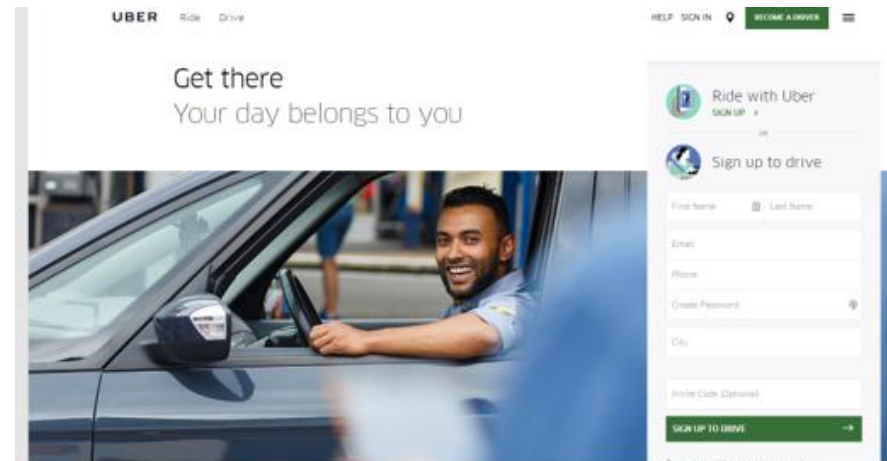 UBER Ride Drive
HELP SIGN IN BECOME A DRIVER
Get there
Your day belongs to you
Ride with Uber
SIGN UP >
OR
Sign up to drive
First Name Last Name
Email
Phone
Create Password
City
Invite Code (Optional)
SIGN UP TO DRIVE →